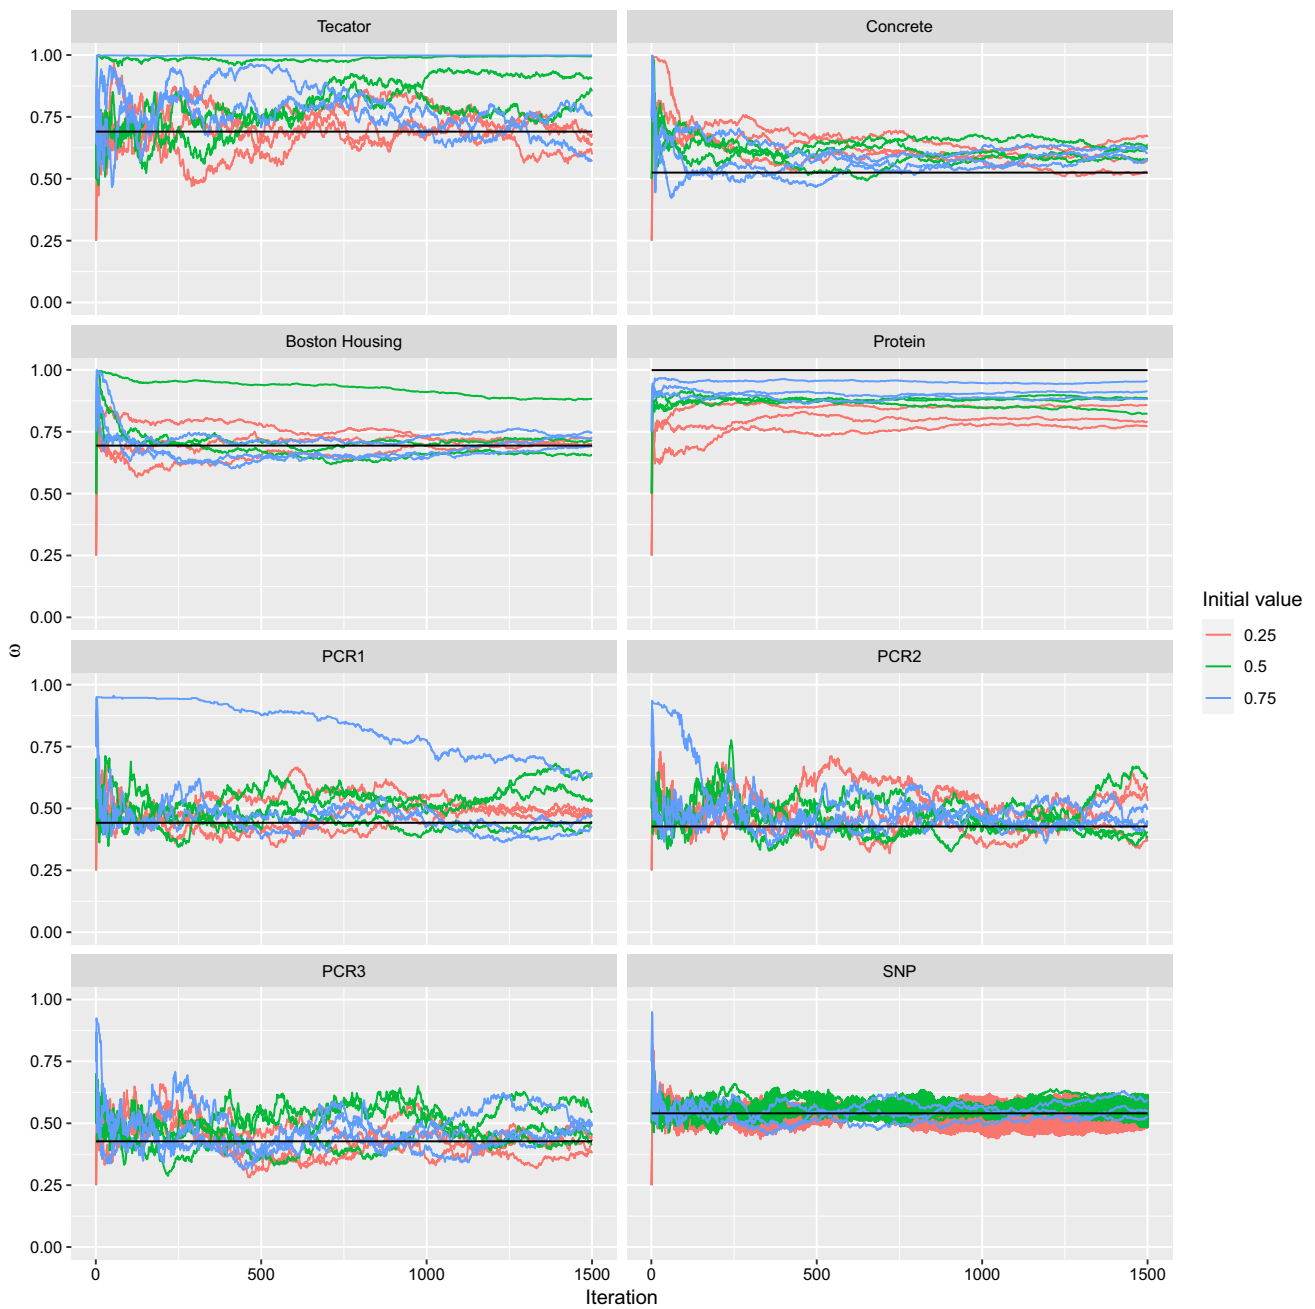 Tecator Concrete
1.00
0.75
0.50
0.25
0.00
Boston Housing Protein
1.00
0.75
0.50
0.25
0.00
ω
PCR1 PCR2
1.00
0.75
0.50
0.25
0.00
PCR3 SNP
1.00
0.75
0.50
0.25
0.00
0 500 1000 1500 0 500 1000 1500
Iteration
Initial value
0.25
0.5
0.75